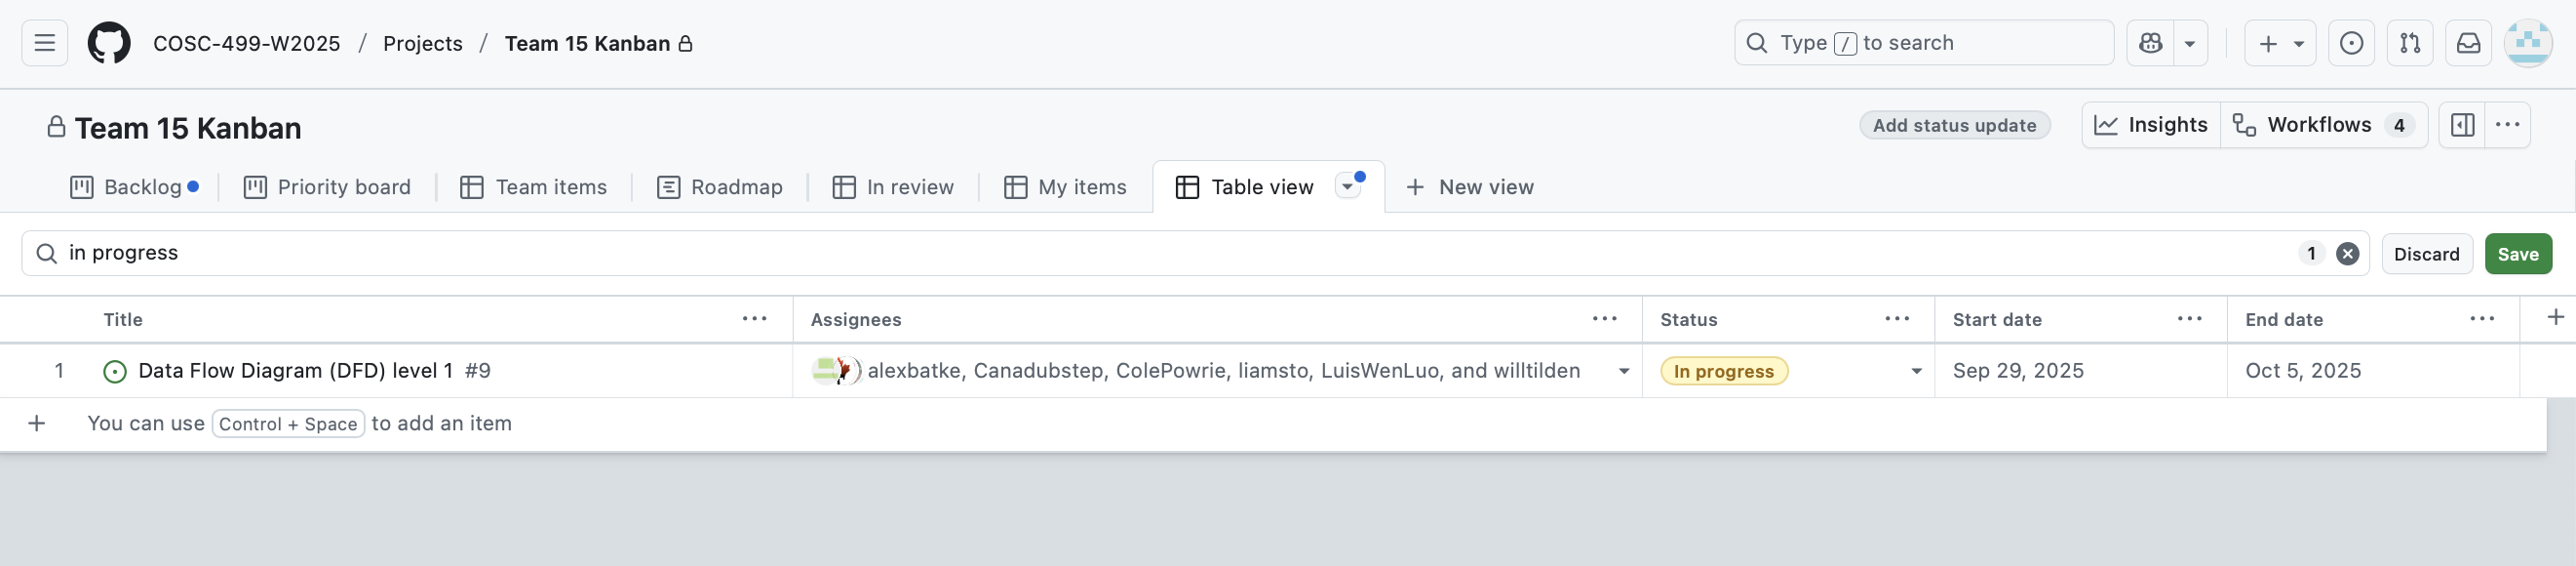 COSC-499-W2025 / Projects / Team 15 Kanban
Type / to search
Team 15 Kanban
Add status update
Insights
Workflows 4
Backlog
Priority board
Team items
Roadmap
In review
My items
Table view
New view
in progress
1
Discard
Save
Title
Assignees
Status
Start date
End date
1 Data Flow Diagram (DFD) level 1 #9
alexbatke, Canadubstep, ColePowrie, liamsto, LuisWenLuo, and willtilden
In progress
Sep 29, 2025
Oct 5, 2025
You can use Control + Space to add an item